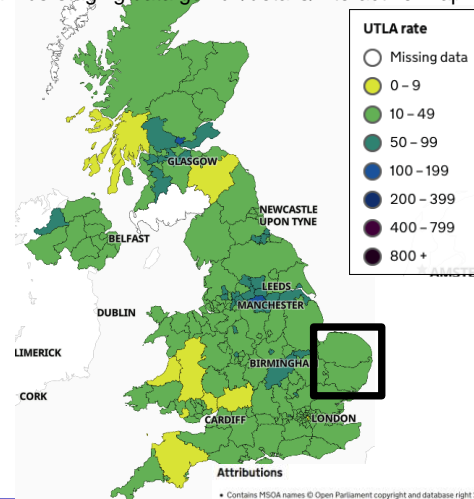 UTLA rate
Missing data
0 – 9
10 – 49
50 – 99
100 – 199
200 – 399
400 – 799
800 +
GLASGOW
NEWCASTLE
UPON TYNE
BELFAST
LEEDS
MANCHESTER
DUBLIN
LIMERICK
BIRMINGHA
CORK
CARDIFF
LONDON
Attributions
• Contains MSOA names © Open Parliament copyright and database right